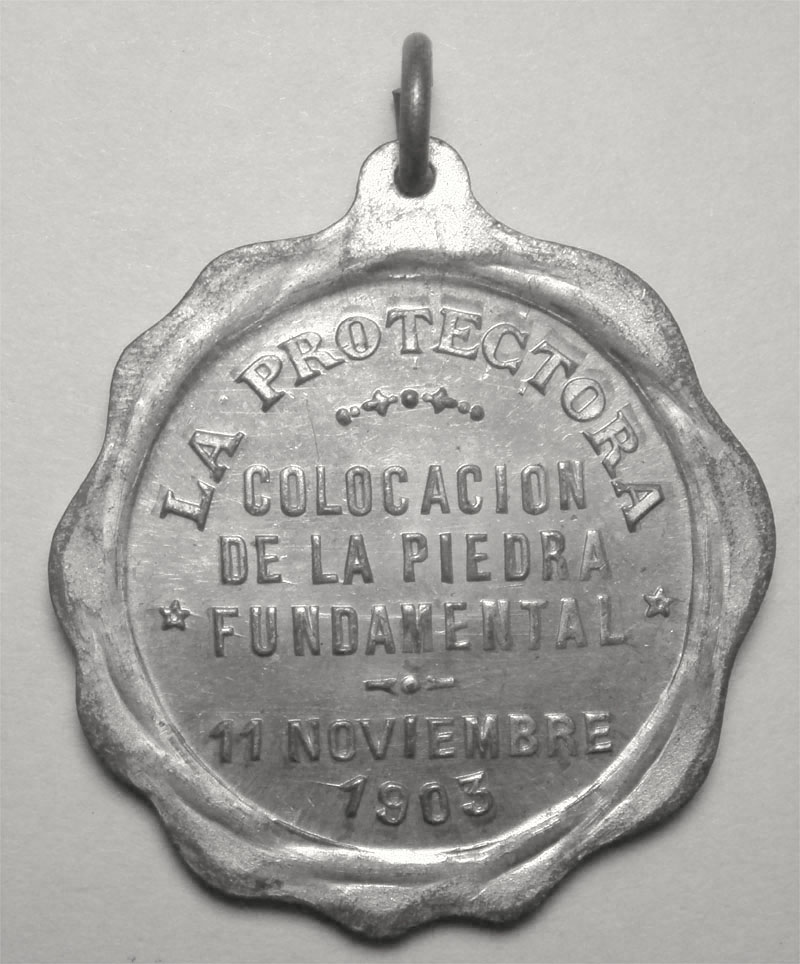 LA PROTECTORA
COLOCACION
DE LA PIEDRA
FUNDAMENTAL
11 NOVIEMBRE
1903